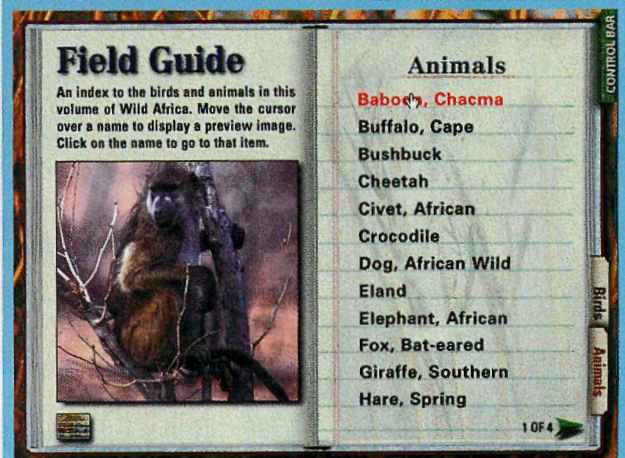 Field Guide
An index to the birds and animals in this
volume of Wild Africa. Move the cursor
over a name to display a preview image.
Click on the name to go to that item.
Animals
Baboon, Chacma
Buffalo, Cape
Bushbuck
Cheetah
Civet, African
Crocodile
Dog, African Wild
Eland
Elephant, African
Fox, Bat-eared
Giraffe, Southern
Hare, Spring
1 OF 4
CONTROL BAR
Birds
Animals